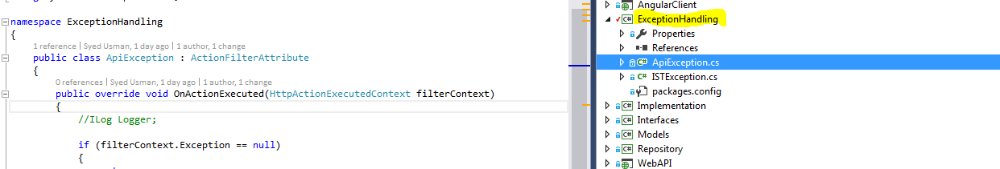 namespace ExceptionHandling
{
1 reference | Syed Usman, 1 day ago | 1 author, 1 change
public class ApiException : ActionFilterAttribute
{
0 references | Syed Usman, 1 day ago | 1 author, 1 change
public override void OnActionExecuted(HttpActionExecutedContext filterContext)
{
//ILog Logger;
if (filterContext.Exception == null)
{
AngularClient
C# ExceptionHandling
Properties
References
C# ApiException.cs
C# ISTException.cs
packages.config
C# Implementation
C# Interfaces
C# Models
C# Repository
WebAPI